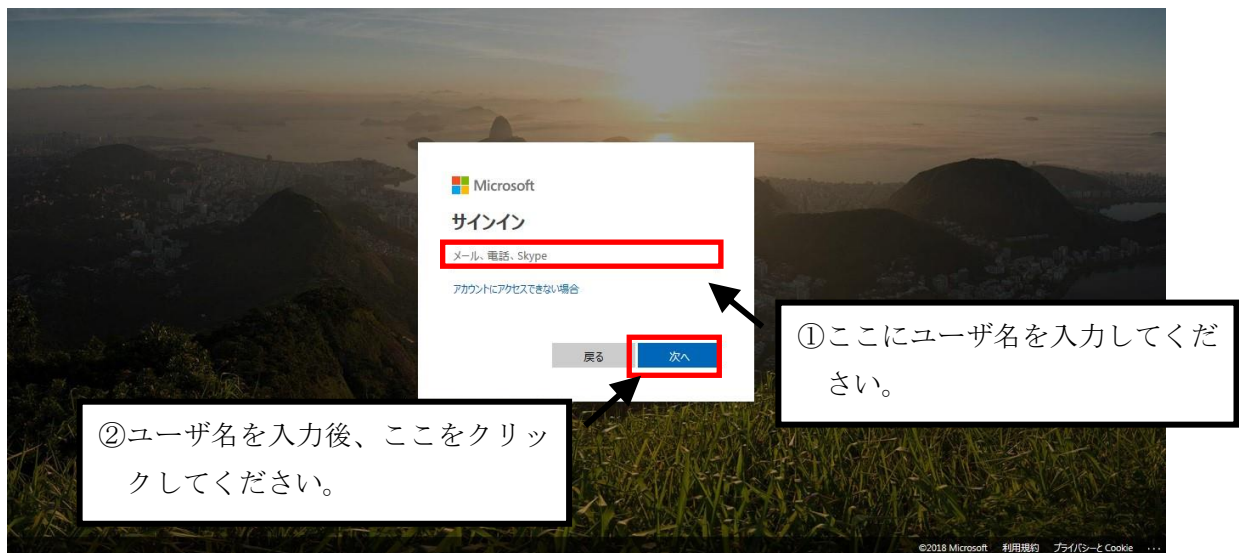 Microsoft
サインイン
メール、電話、Skype
アカウントにアクセスできない場合
戻る
次へ
①ここにユーザ名を入力してくだ
さい。
②ユーザ名を入力後、ここをクリッ
クしてください。
©2018 Microsoft 利用規約 プライバシーと Cookie ...